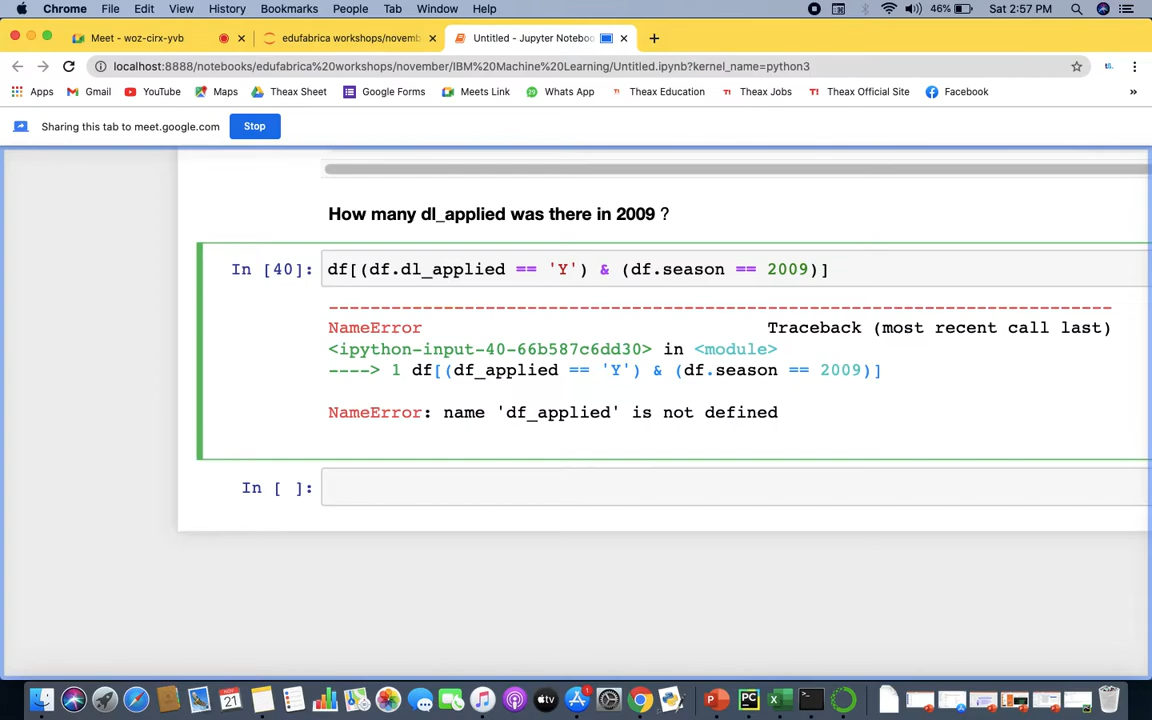 Chrome File Edit View History Bookmarks People Tab Window Help 46% Sat 2:57 PM
Meet - woz-cirx-yvb edufabrica workshops/novemb Untitled - Jupyter Noteboo
localhost:8888/notebooks/edufabrica%20workshops/november/IBM%20Machine%20Learning/Untitled.ipynb?kernel_name=python3
Apps Gmail YouTube Maps Theax Sheet Google Forms Meets Link Whats App Theax Education Theax Jobs Theax Official Site Facebook »
Sharing this tab to meet.google.com Stop
How many dl_applied was there in 2009 ?
In [40]: df[(df.dl_applied == 'Y') & (df.season == 2009)]
---------------------------------------------------------------------------
NameError Traceback (most recent call last)
<ipython-input-40-66b587c6dd30> in <module>
----> 1 df[(df_applied == 'Y') & (df.season == 2009)]
NameError: name 'df_applied' is not defined
In [ ]: